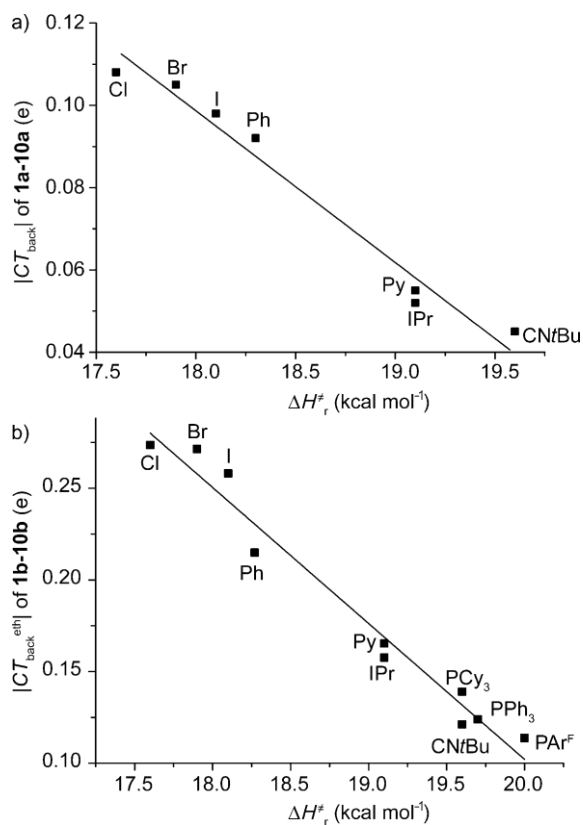 a)
|CT_back| of 1a-10a (e)
0.12
0.10
0.08
0.06
0.04
Cl
Br
I
Ph
Py
IPr
CNtBu
17.5 18.0 18.5 19.0 19.5
ΔH≠r (kcal mol–1)
b)
|CT_back^eth| of 1b-10b (e)
0.25
0.20
0.15
0.10
Cl
Br
I
Ph
Py
IPr
PCy3
PPh3
CNtBu
PArF
17.5 18.0 18.5 19.0 19.5 20.0
ΔH≠r (kcal mol–1)